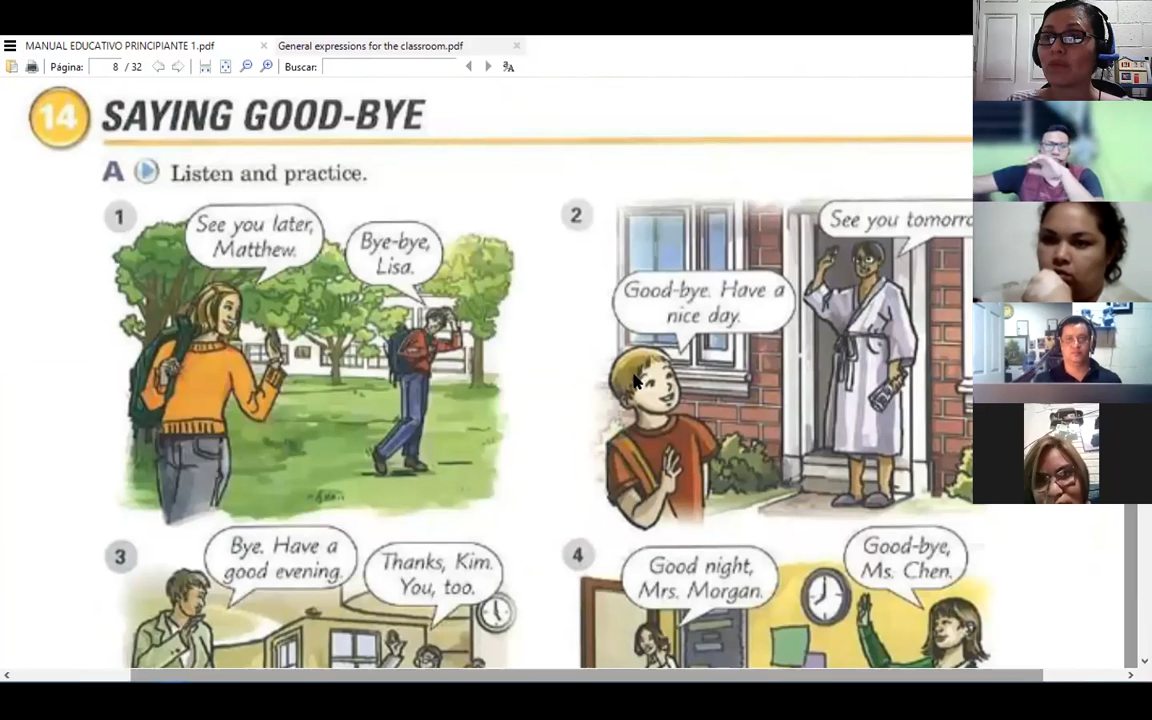 MANUAL EDUCATIVO PRINCIPIANTE 1.pdf
General expressions for the classroom.pdf
Página: 8 / 32
Buscar:
14 SAYING GOOD-BYE
A Listen and practice.
1
See you later,
Matthew.
Bye-bye,
Lisa.
2
See you
Good-bye. Have a
nice day.
3
Bye. Have a
good evening.
Thanks, Kim.
You, too.
4
Good night,
Mrs. Morgan.
Good-bye,
Ms. Chen.